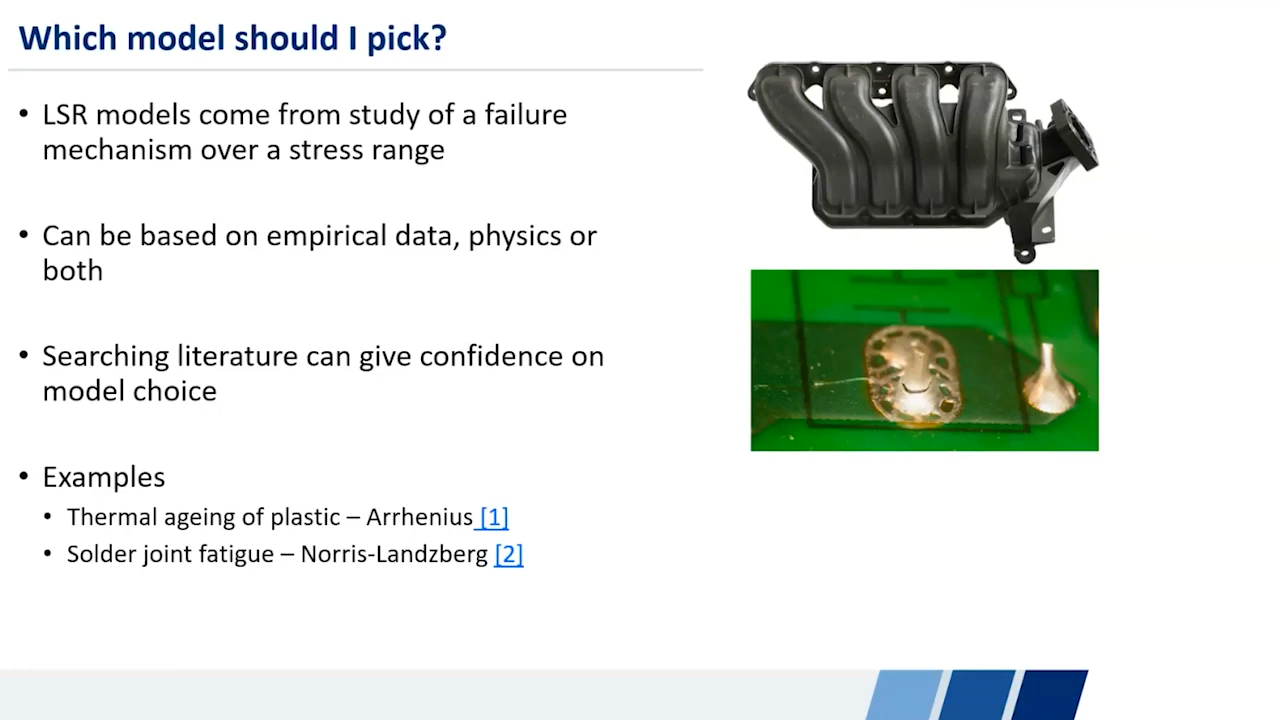 Which model should I pick?
• LSR models come from study of a failure
mechanism over a stress range
• Can be based on empirical data, physics or
both
• Searching literature can give confidence on
model choice
• Examples
• Thermal ageing of plastic – Arrhenius [1]
• Solder joint fatigue – Norris-Landzberg [2]